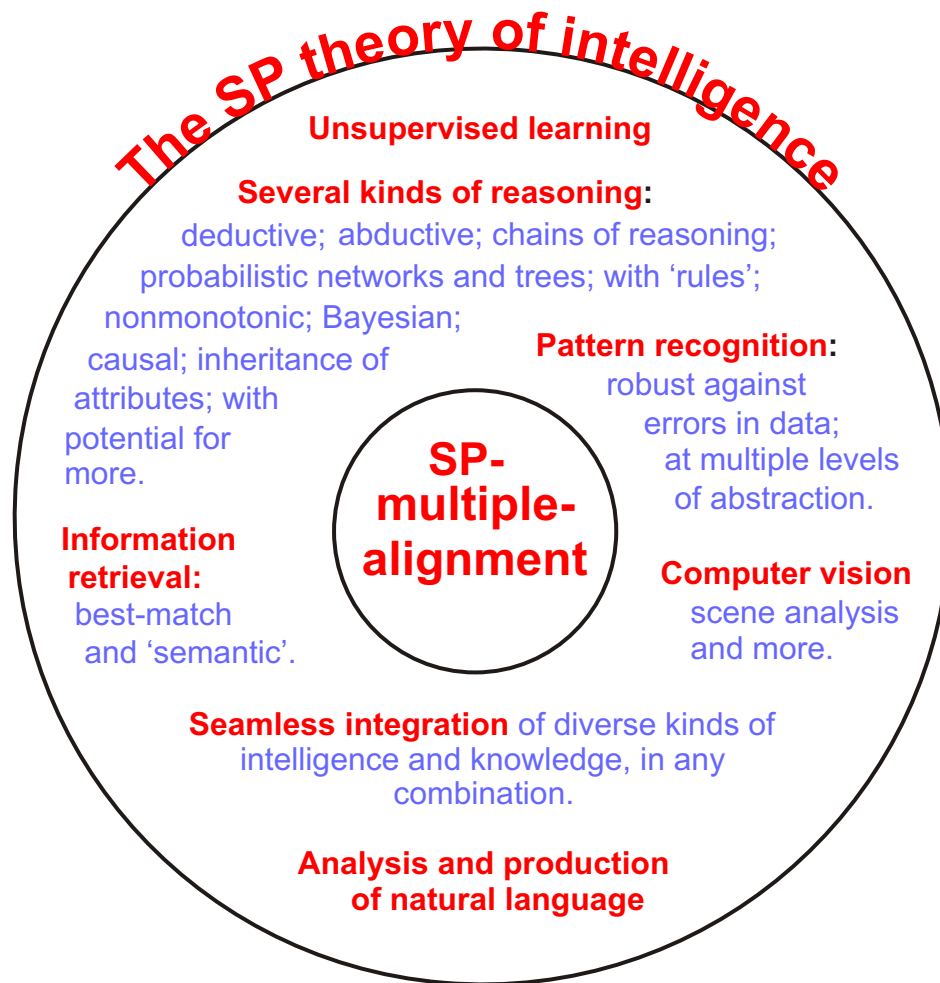 The SP theory of intelligence
Unsupervised learning
Several kinds of reasoning:
deductive; abductive; chains of reasoning;
probabilistic networks and trees; with ‘rules’;
nonmonotonic; Bayesian;
causal; inheritance of
attributes; with
potential for
more.
Pattern recognition:
robust against
errors in data;
at multiple levels
of abstraction.
SP-
multiple-
alignment
Information
retrieval:
best-match
and ‘semantic’.
Computer vision
scene analysis
and more.
Seamless integration of diverse kinds of
intelligence and knowledge, in any
combination.
Analysis and production
of natural language